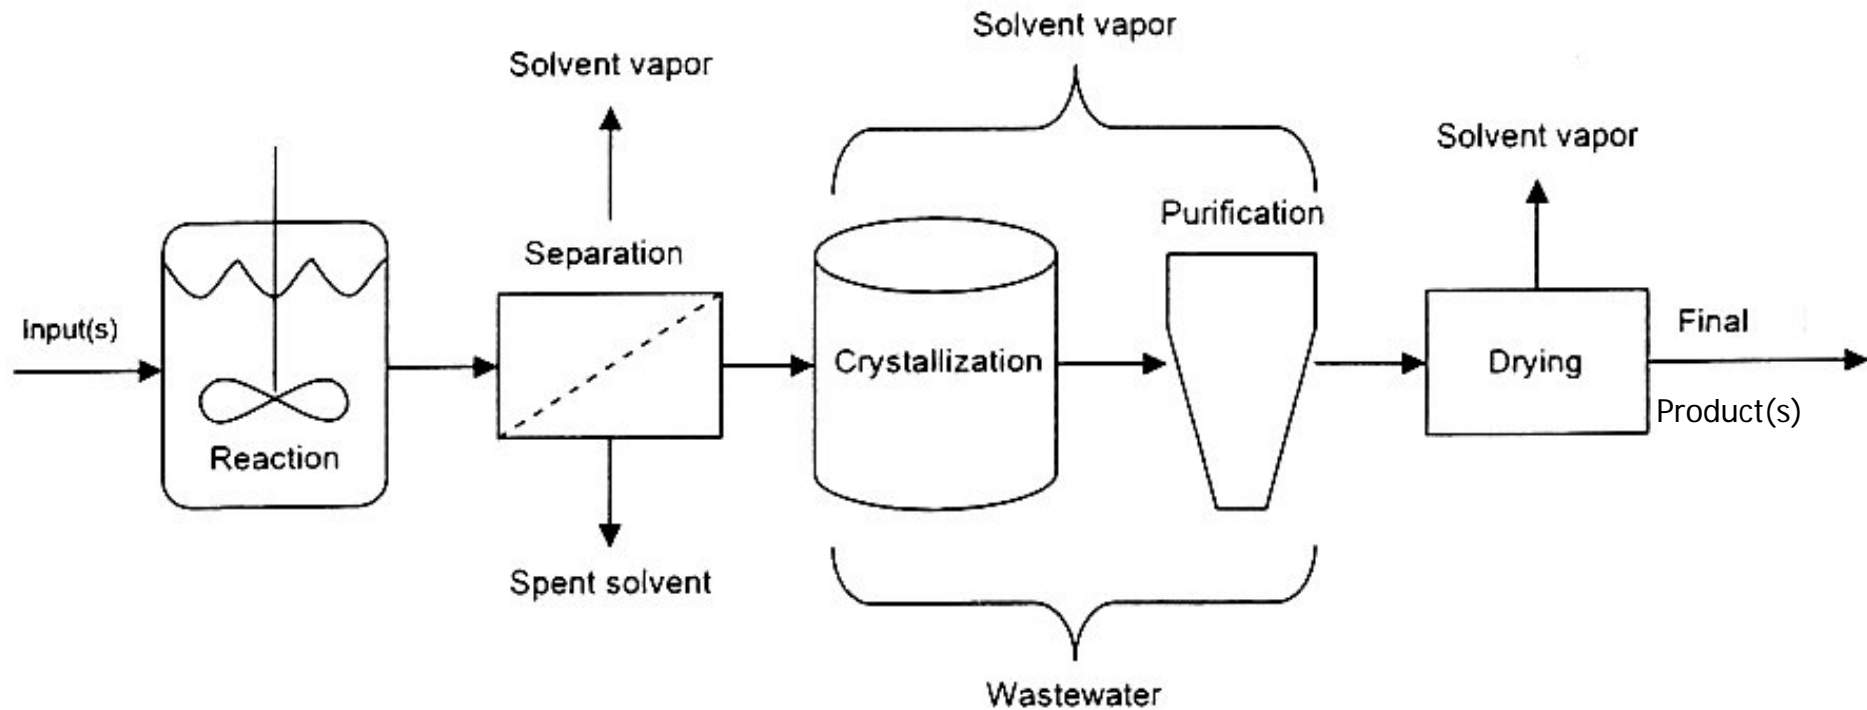 Solvent vapor
Solvent vapor
Solvent vapor
Purification
Separation
Input(s)
Reaction
Crystallization
Drying
Final
Product(s)
Spent solvent
Wastewater